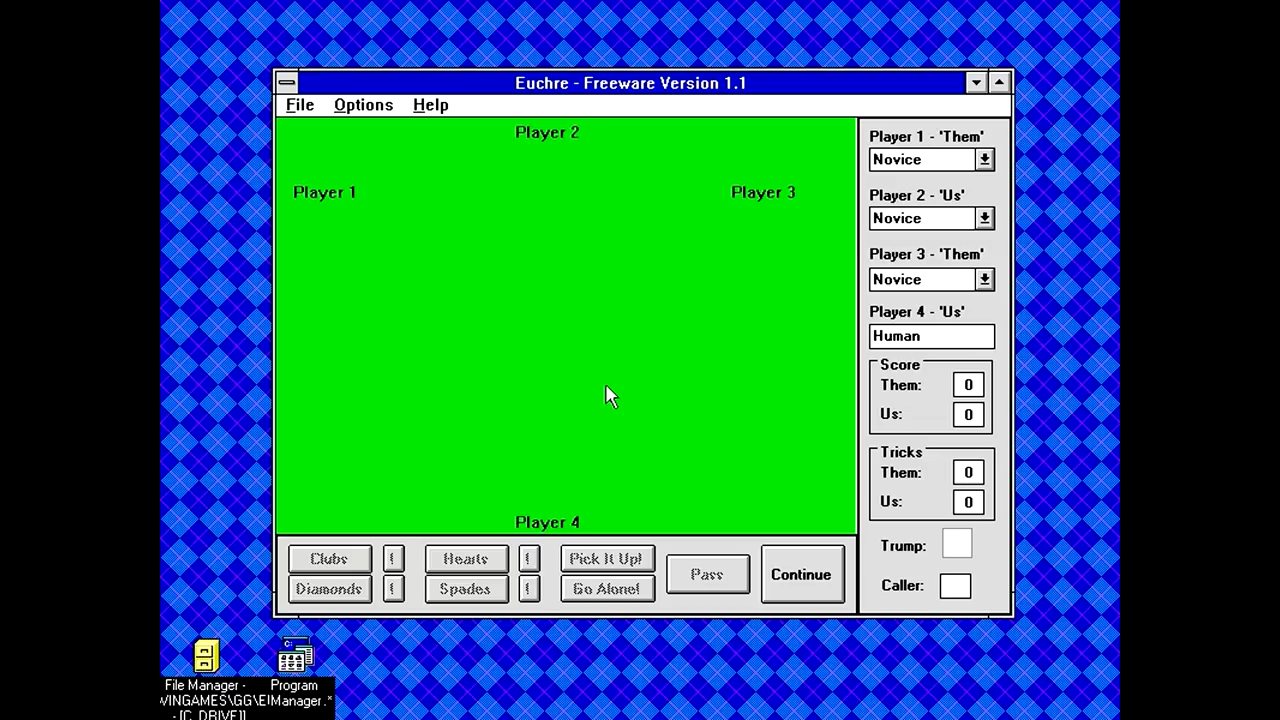 Euchre - Freeware Version 1.1
File Options Help
Player 2
Player 1
Player 3
Player 4
Player 1 - 'Them'
Novice
Player 2 - 'Us'
Novice
Player 3 - 'Them'
Novice
Player 4 - 'Us'
Human
Score
Them: 0
Us: 0
Tricks
Them: 0
Us: 0
Trump:
Caller:
Clubs ! Hearts ! Pick It Up! Pass Continue
Diamonds ! Spades ! Go Alone!
C:\
File Manager -
\WINGAMES\GG\E
- [C_DRIVE]]
Program
Manager